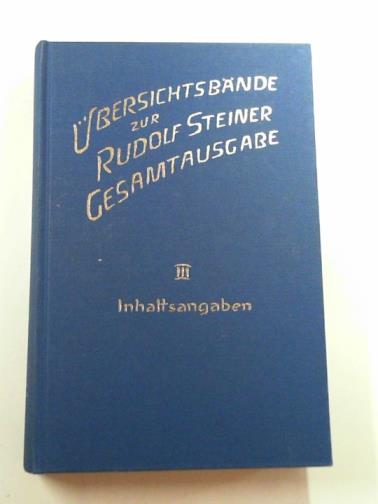 ÜBERSICHTSBÄNDE
ZUR
RUDOLF STEINER
GESAMTAUSGABE
III
Inhaltsangaben